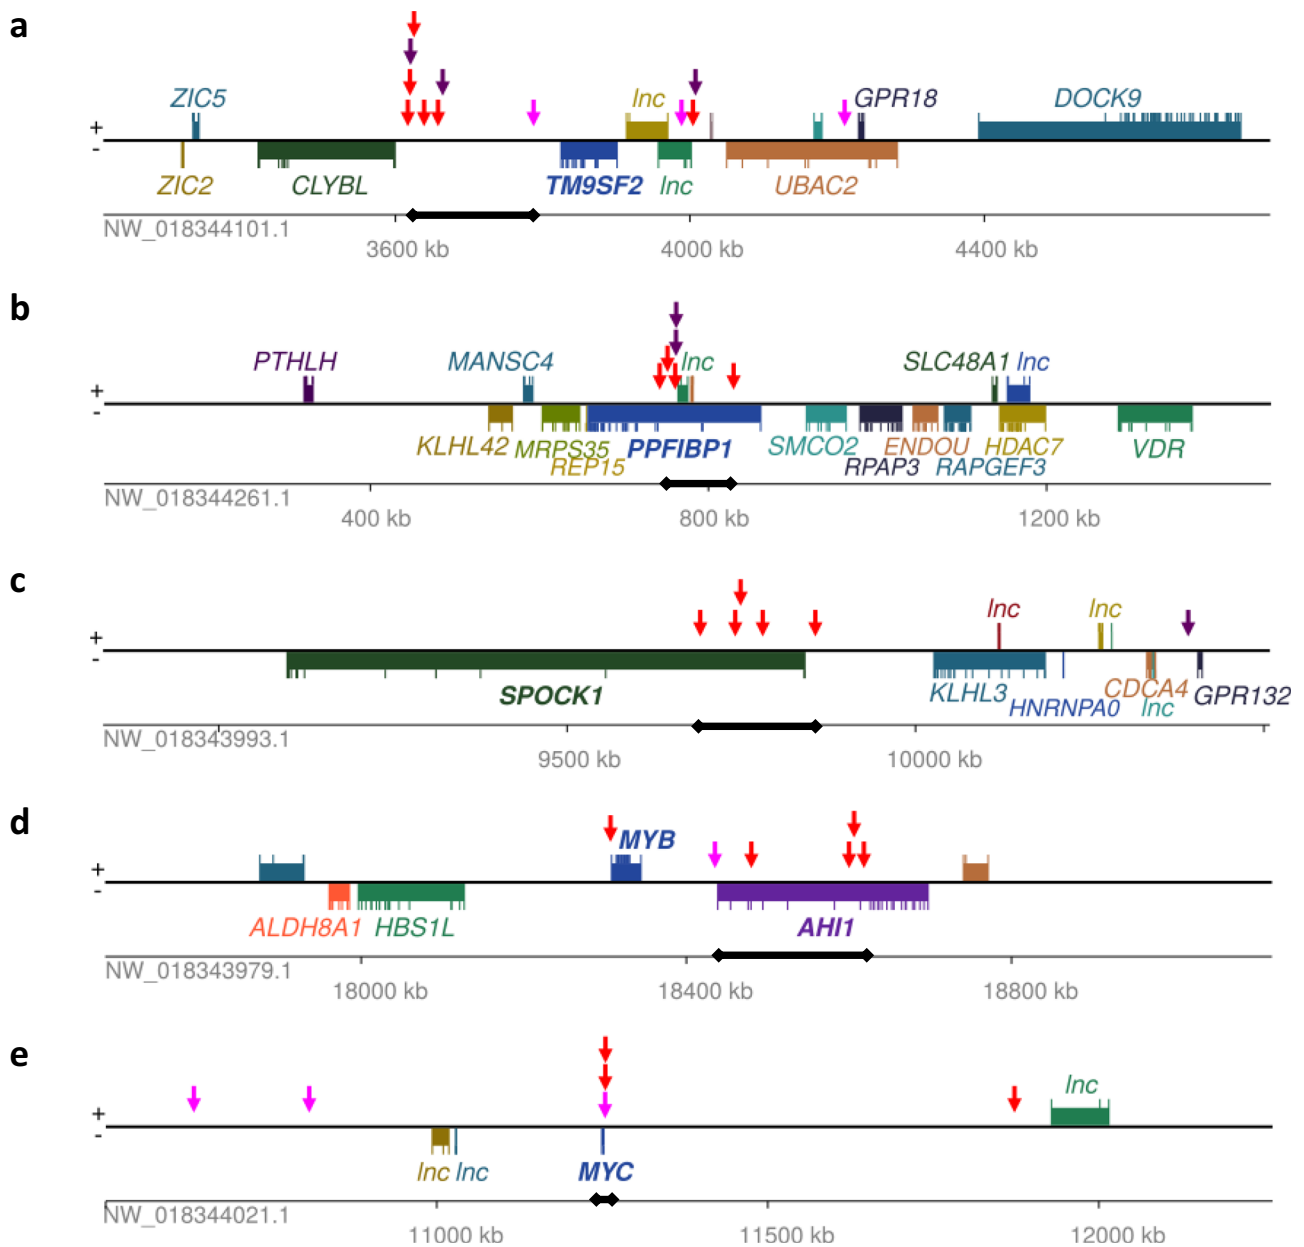 a
ZIC5 lnc GPR18 DOCK9
+
-
ZIC2 CLYBL TM9SF2 lnc UBAC2
NW_018344101.1
3600 kb 4000 kb 4400 kb
b
PTHLH MANSC4 lnc SLC48A1 lnc
+
-
KLHL42 MRPS35 PPFIBP1 SMCO2 ENDOU HDAC7 VDR
REP15 RPAP3 RAPGEF3
NW_018344261.1
400 kb 800 kb 1200 kb
c
lnc lnc
+
-
SPOCK1 KLHL3 CDCA4 GPR132
HNRNPA0 lnc
NW_018343993.1
9500 kb 10000 kb
d
MYB
+
-
ALDH8A1 HBS1L AHI1
NW_018343979.1
18000 kb 18400 kb 18800 kb
e
lnc
+
-
lnc lnc MYC
NW_018344021.1
11000 kb 11500 kb 12000 kb